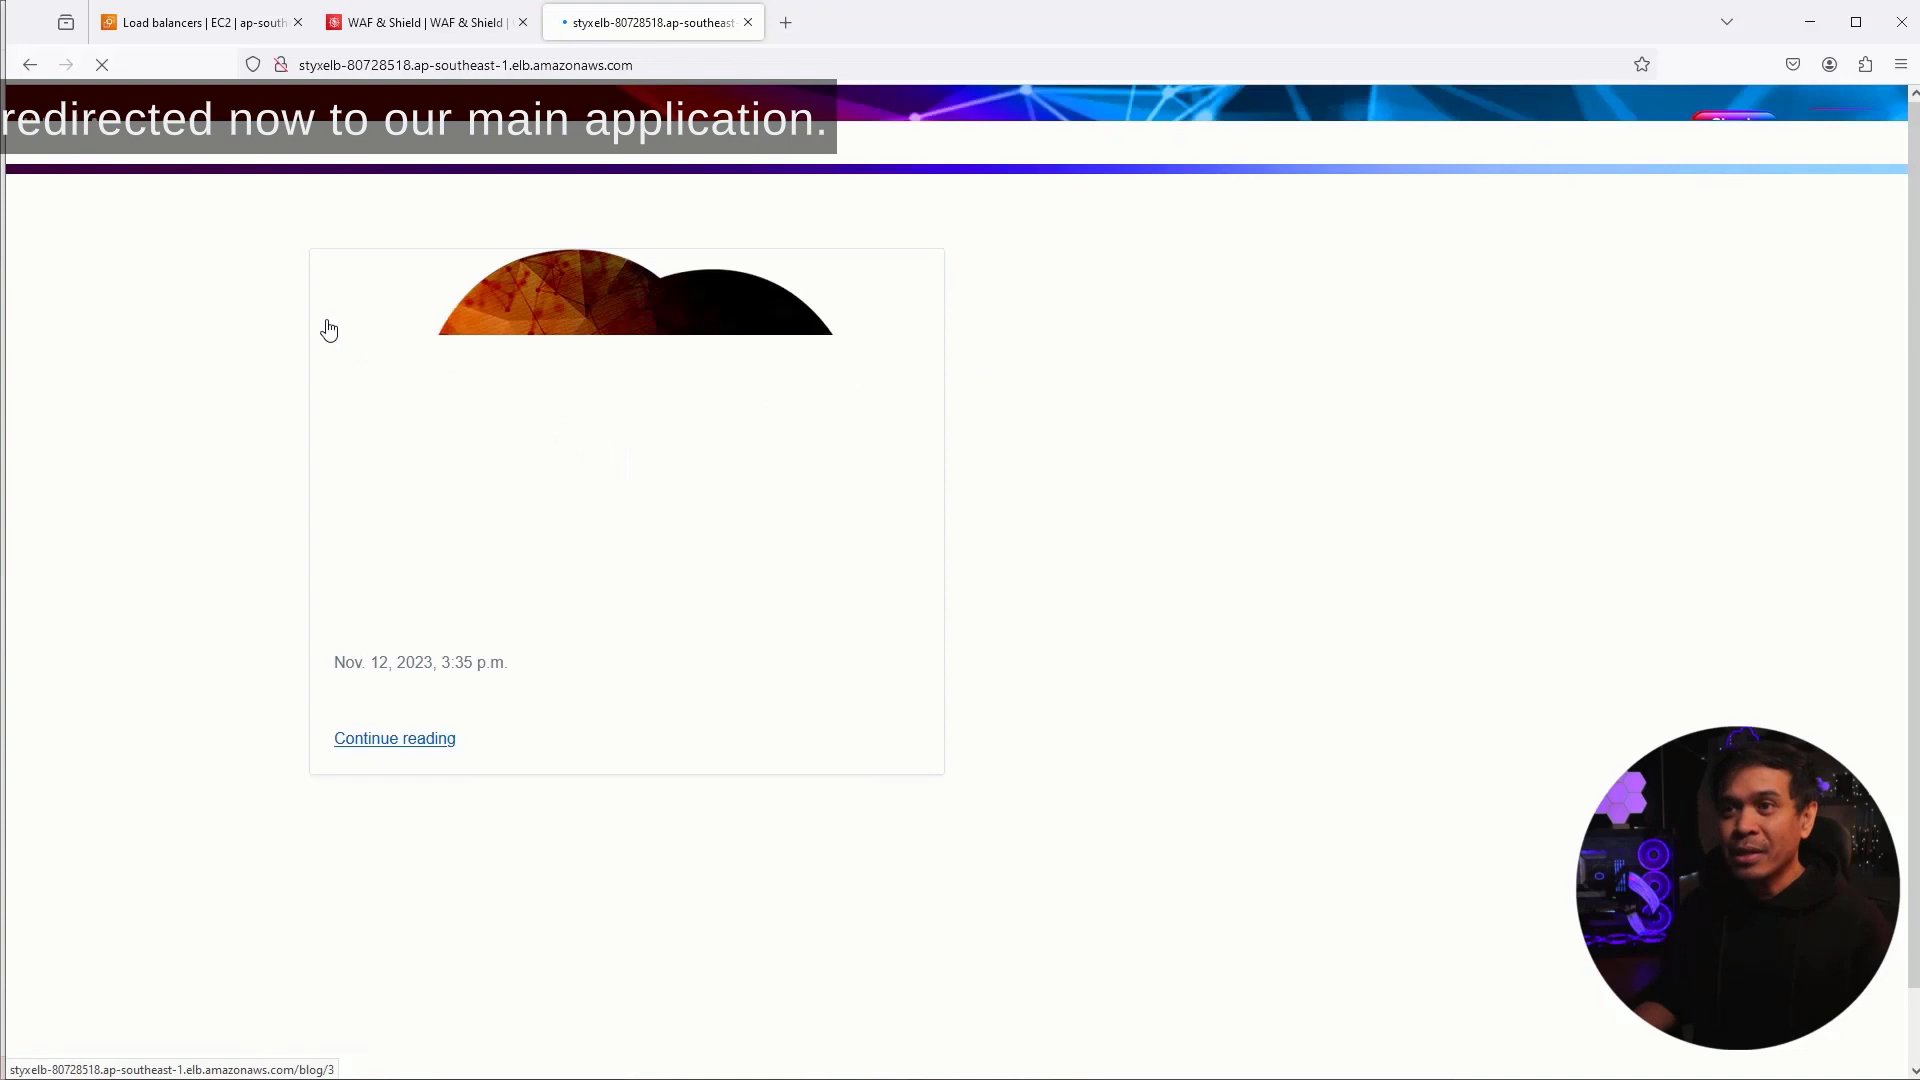 Load balancers | EC2 | ap-south
WAF & Shield | WAF & Shield |
styxelb-80728518.ap-southeast-
styxelb-80728518.ap-southeast-1.elb.amazonaws.com
redirected now to our main application.
Nov. 12, 2023, 3:35 p.m.
Continue reading
styxelb-80728518.ap-southeast-1.elb.amazonaws.com/blog/3